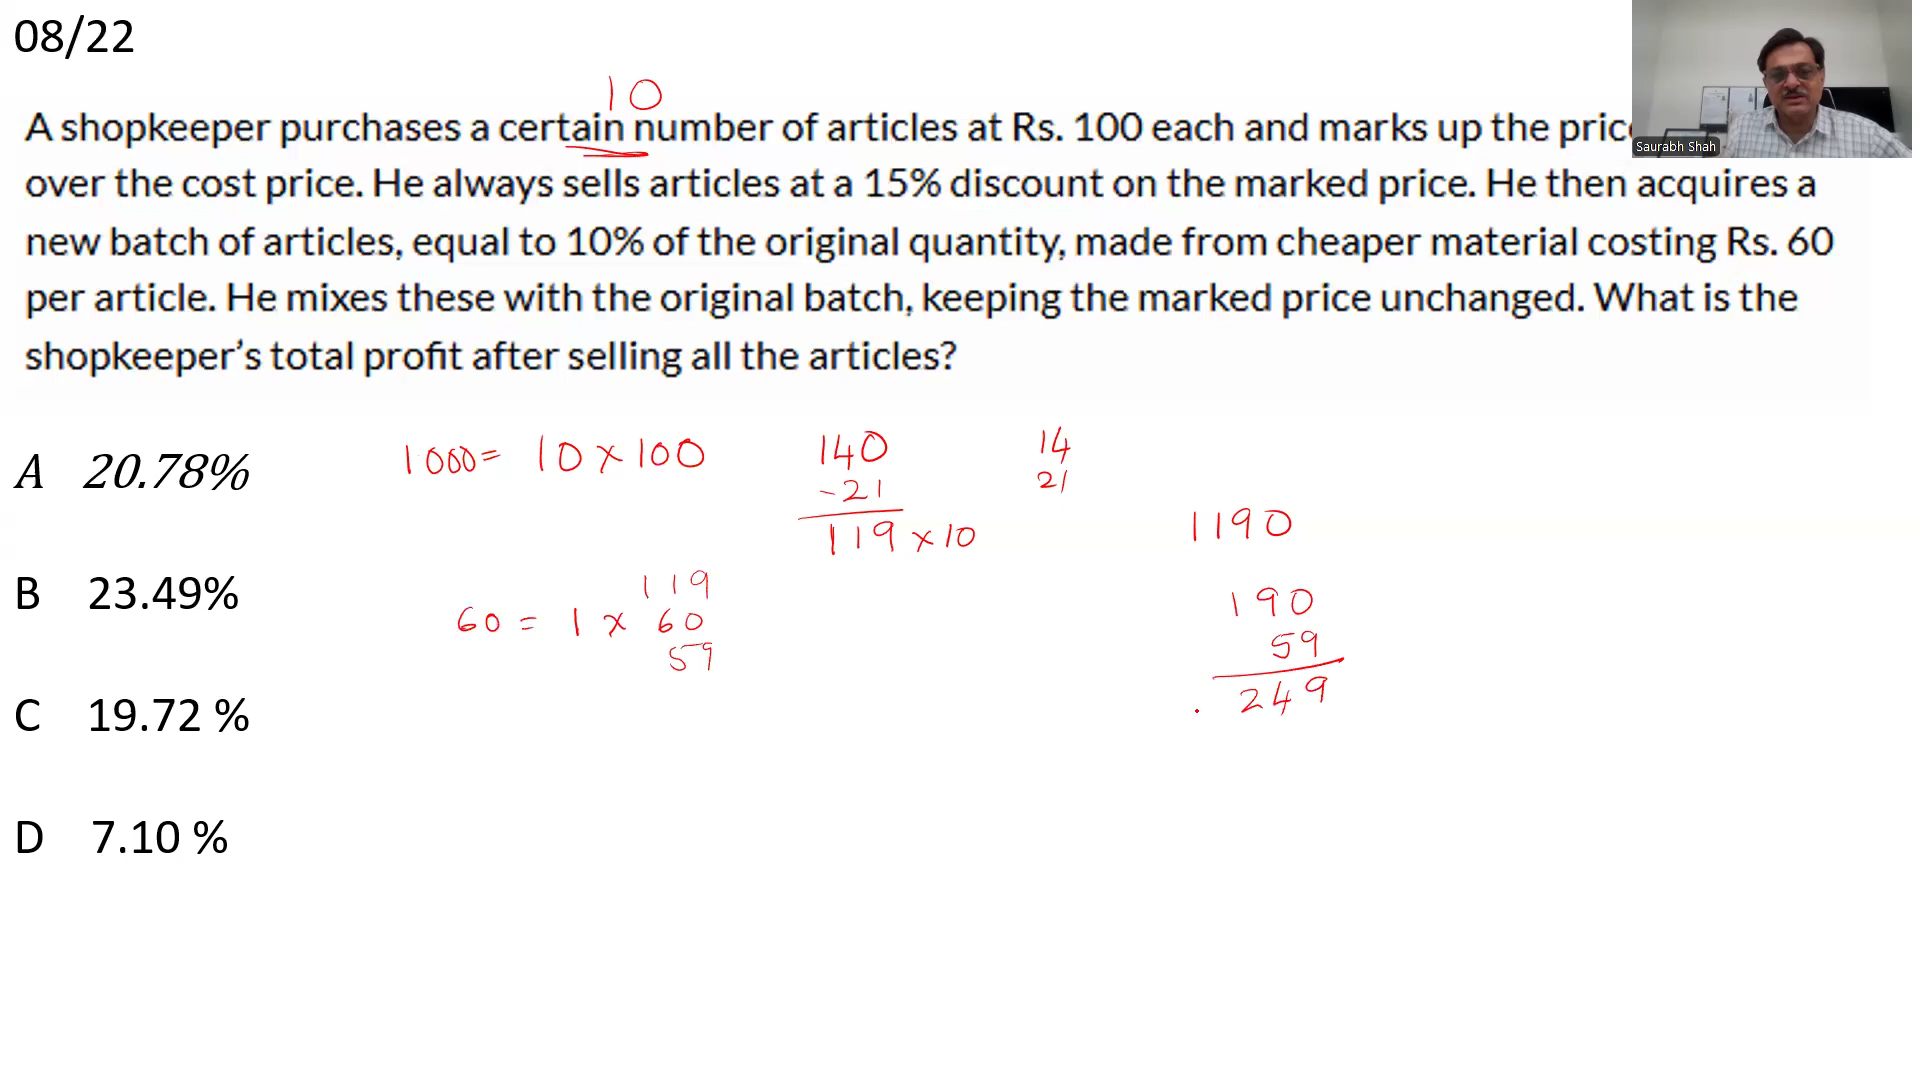 08/22
10
A shopkeeper purchases a certain number of articles at Rs. 100 each and marks up the pric
Saurabh Shah
over the cost price. He always sells articles at a 15% discount on the marked price. He then acquires a
new batch of articles, equal to 10% of the original quantity, made from cheaper material costing Rs. 60
per article. He mixes these with the original batch, keeping the marked price unchanged. What is the
shopkeeper's total profit after selling all the articles?
A 20.78%
1000= 10 x 100
140
-21
119 x 10
14
21
1190
B 23.49%
119
60 = 1 x 60
59
190
59
249
C 19.72 %
D 7.10 %